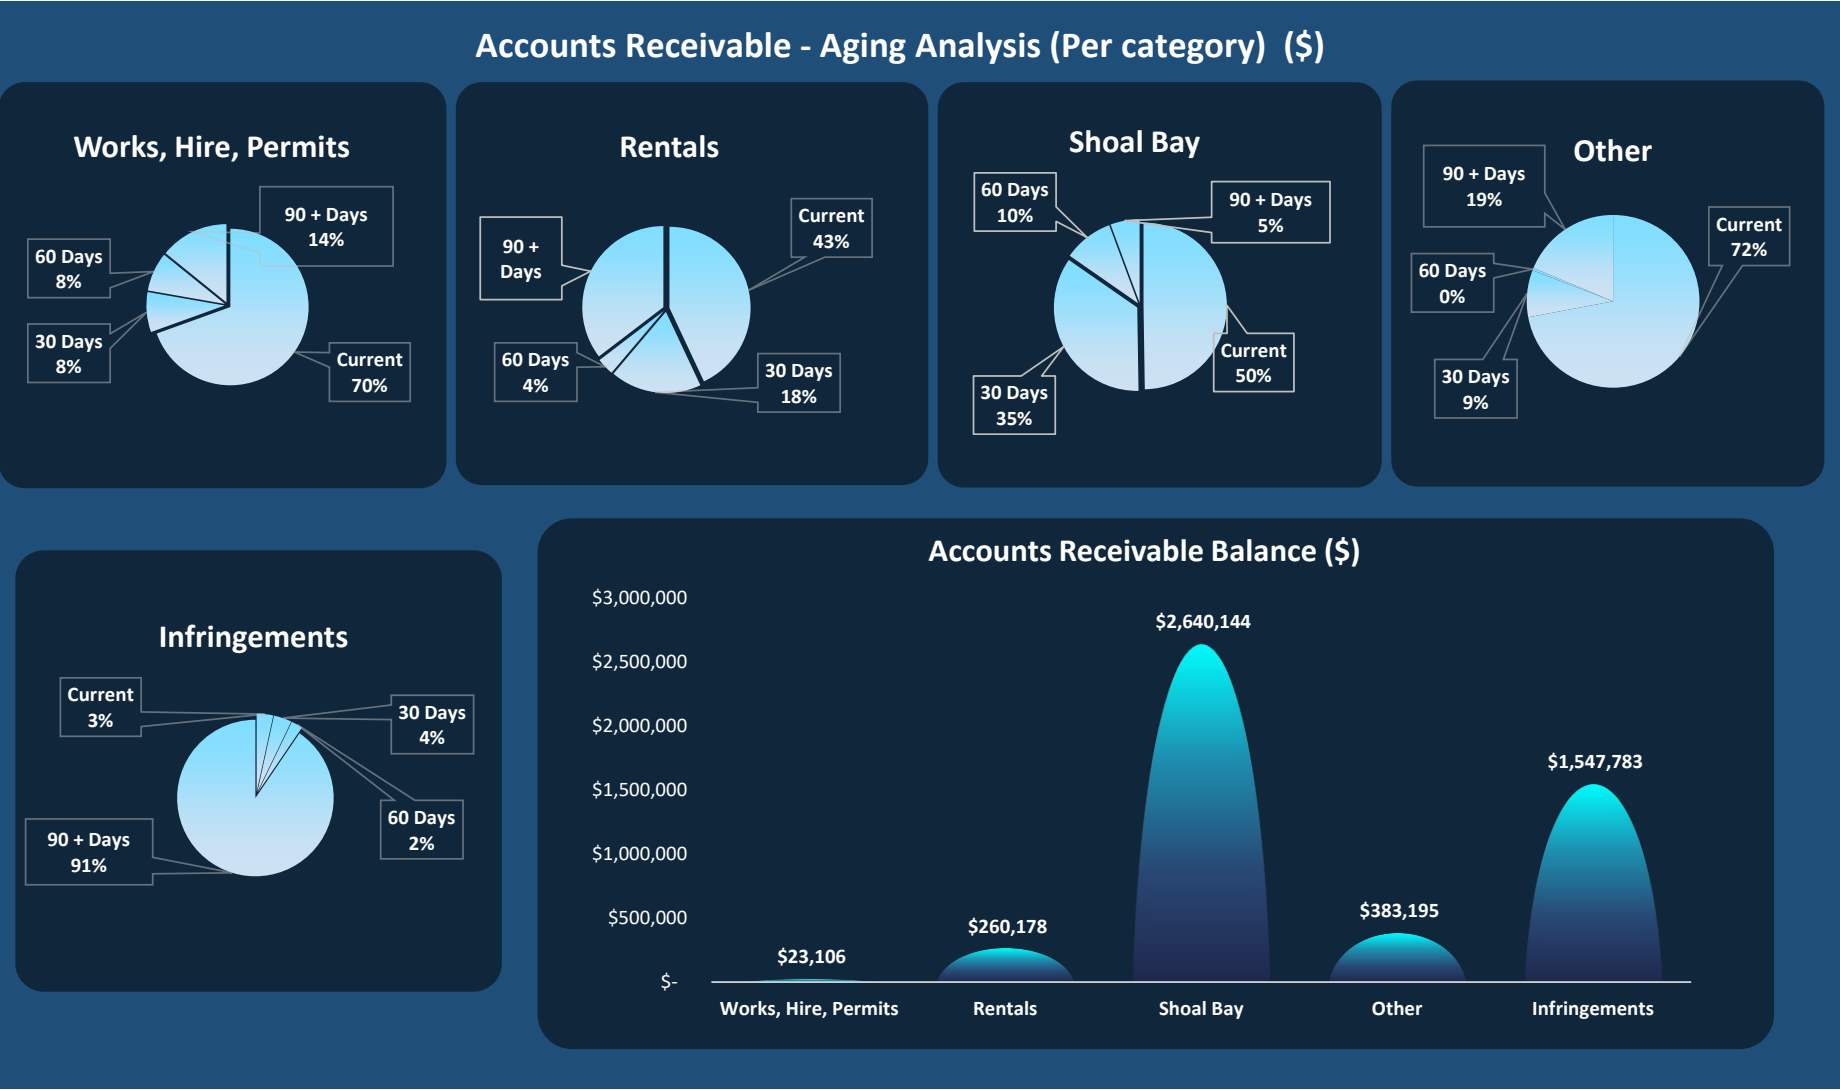 Accounts Receivable - Aging Analysis (Per category)  ($)
Works, Hire, Permits
90 + Days
14%
60 Days
8%
30 Days
8%
Current
70%
Rentals
Current
43%
90 +
Days
60 Days
4%
30 Days
18%
Shoal Bay
60 Days
10%
90 + Days
5%
Current
50%
30 Days
35%
Other
90 + Days
19%
Current
72%
60 Days
0%
30 Days
9%
Infringements
Current
3%
30 Days
4%
60 Days
2%
90 + Days
91%
Accounts Receivable Balance ($)
$3,000,000
$2,500,000
$2,000,000
$1,500,000
$1,000,000
$500,000
$-
$23,106
$260,178
$2,640,144
$383,195
$1,547,783
Works, Hire, Permits
Rentals
Shoal Bay
Other
Infringements